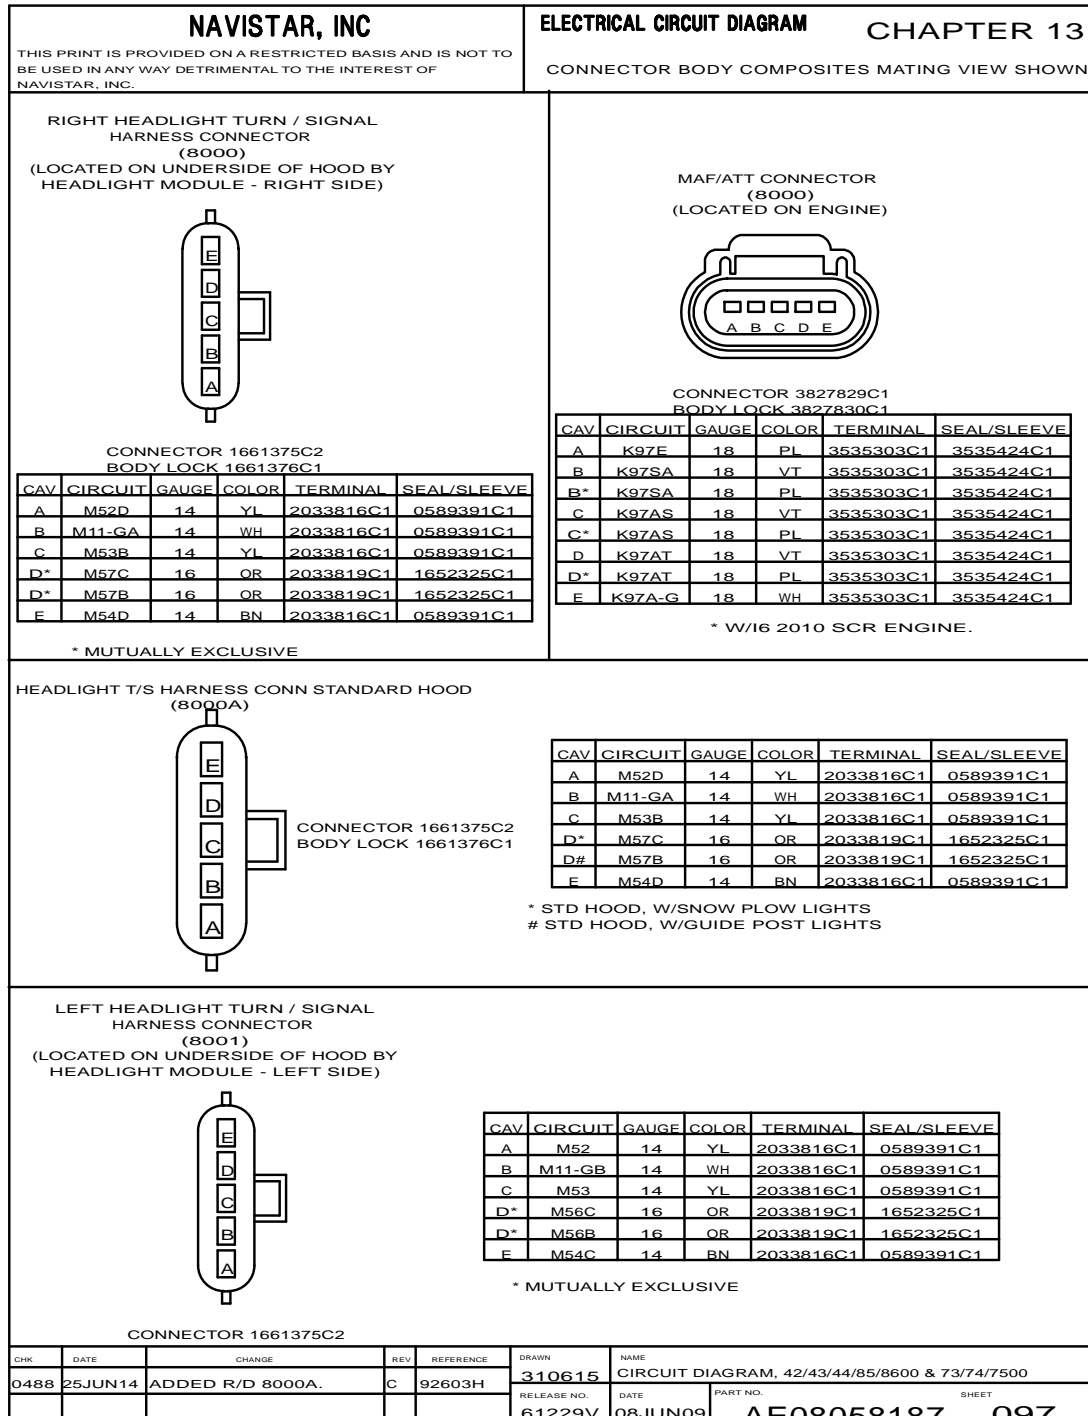 NAVISTAR, INC
THIS PRINT IS PROVIDED ON A RESTRICTED BASIS AND IS NOT TO
BE USED IN ANY WAY DETRIMENTAL TO THE INTEREST OF
NAVISTAR, INC.
ELECTRICAL CIRCUIT DIAGRAM
CHAPTER 13
CONNECTOR BODY COMPOSITES MATING VIEW SHOWN
RIGHT HEADLIGHT TURN / SIGNAL
HARNESS CONNECTOR
(8000)
(LOCATED ON UNDERSIDE OF HOOD BY
HEADLIGHT MODULE - RIGHT SIDE)
E
D
C
B
A
CONNECTOR 1661375C2
BODY LOCK 1661376C1
CAV CIRCUIT GAUGE COLOR TERMINAL SEAL/SLEEVE
A M52D 14 YL 2033816C1 0589391C1
B M11-GA 14 WH 2033816C1 0589391C1
C M53B 14 YL 2033816C1 0589391C1
D* M57C 16 OR 2033819C1 1652325C1
D* M57B 16 OR 2033819C1 1652325C1
E M54D 14 BN 2033816C1 0589391C1
* MUTUALLY EXCLUSIVE
MAF/ATT CONNECTOR
(8000)
(LOCATED ON ENGINE)
A B C D E
CONNECTOR 3827829C1
BODY LOCK 3827830C1
CAV CIRCUIT GAUGE COLOR TERMINAL SEAL/SLEEVE
A K97E 18 PL 3535303C1 3535424C1
B K97SA 18 VT 3535303C1 3535424C1
B* K97SA 18 PL 3535303C1 3535424C1
C K97AS 18 VT 3535303C1 3535424C1
C* K97AS 18 PL 3535303C1 3535424C1
D K97AT 18 VT 3535303C1 3535424C1
D* K97AT 18 PL 3535303C1 3535424C1
E K97A-G 18 WH 3535303C1 3535424C1
* W/I6 2010 SCR ENGINE.
HEADLIGHT T/S HARNESS CONN STANDARD HOOD
(8000A)
E
D
C
B
A
CONNECTOR 1661375C2
BODY LOCK 1661376C1
CAV CIRCUIT GAUGE COLOR TERMINAL SEAL/SLEEVE
A M52D 14 YL 2033816C1 0589391C1
B M11-GA 14 WH 2033816C1 0589391C1
C M53B 14 YL 2033816C1 0589391C1
D* M57C 16 OR 2033819C1 1652325C1
D# M57B 16 OR 2033819C1 1652325C1
E M54D 14 BN 2033816C1 0589391C1
* STD HOOD, W/SNOW PLOW LIGHTS
# STD HOOD, W/GUIDE POST LIGHTS
LEFT HEADLIGHT TURN / SIGNAL
HARNESS CONNECTOR
(8001)
(LOCATED ON UNDERSIDE OF HOOD BY
HEADLIGHT MODULE - LEFT SIDE)
E
D
C
B
A
CONNECTOR 1661375C2
CAV CIRCUIT GAUGE COLOR TERMINAL SEAL/SLEEVE
A M52 14 YL 2033816C1 0589391C1
B M11-GB 14 WH 2033816C1 0589391C1
C M53 14 YL 2033816C1 0589391C1
D* M56C 16 OR 2033819C1 1652325C1
D* M56B 16 OR 2033819C1 1652325C1
E M54C 14 BN 2033816C1 0589391C1
* MUTUALLY EXCLUSIVE
CHK DATE CHANGE REV REFERENCE
0488 25JUN14 ADDED R/D 8000A. C 92603H
DRAWN
310615
NAME
CIRCUIT DIAGRAM, 42/43/44/85/8600 & 73/74/7500
RELEASE NO. DATE PART NO. SHEET
61229V 08JUN09 AE08058187 097